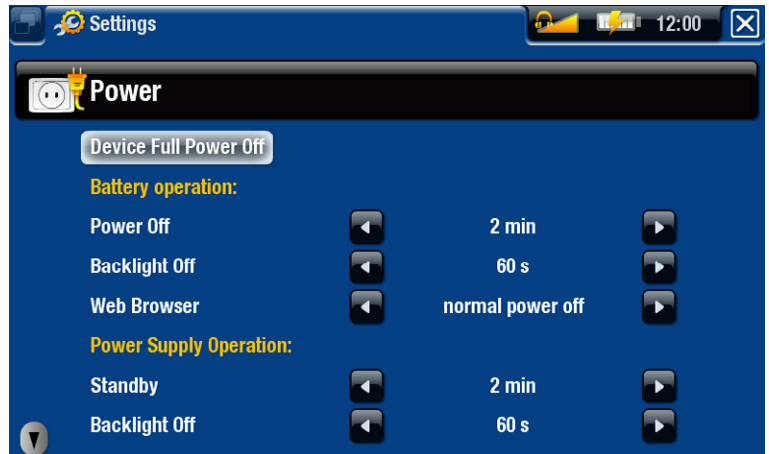 Settings
12:00
Power
Device Full Power Off
Battery operation:
Power Off 2 min
Backlight Off 60 s
Web Browser normal power off
Power Supply Operation:
Standby 2 min
Backlight Off 60 s